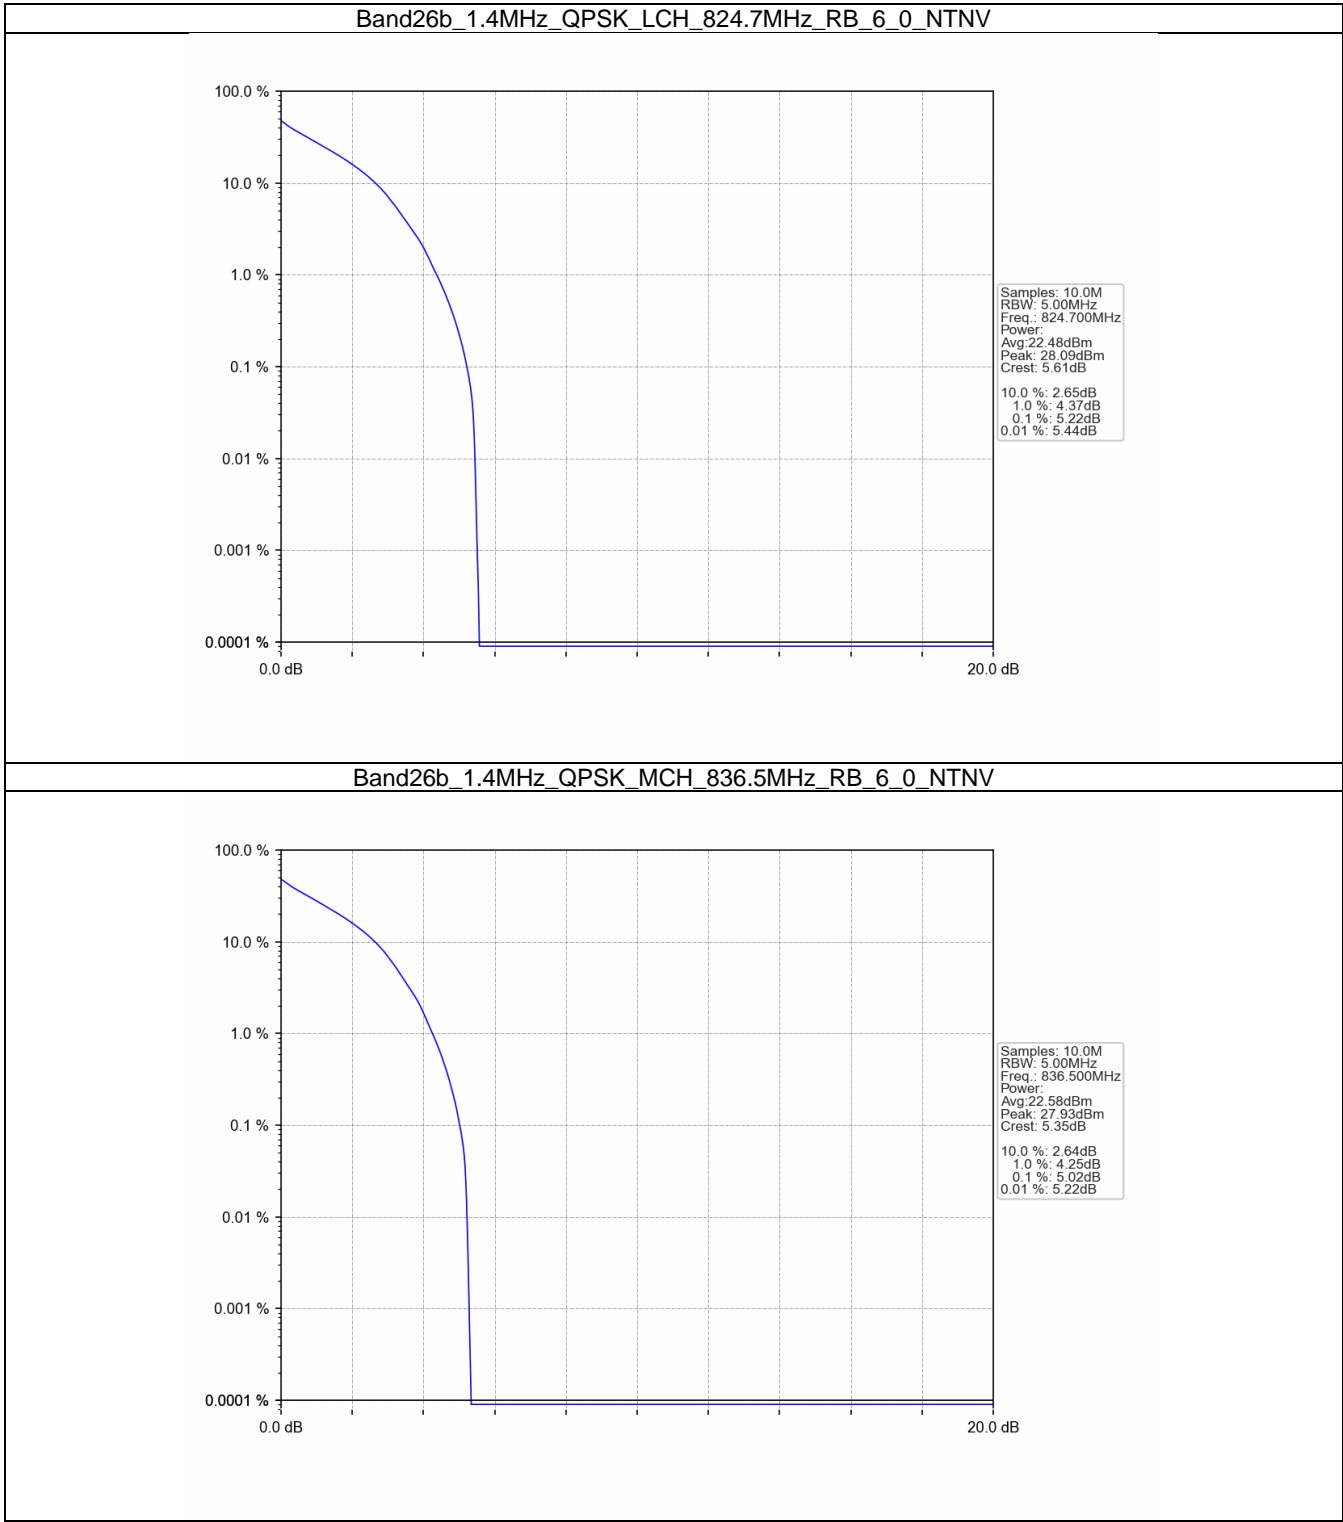 Band26b_1.4MHz_QPSK_LCH_824.7MHz_RB_6_0_NTNV
100.0 %
10.0 %
1.0 %
0.1 %
0.01 %
0.001 %
0.0001 %
0.0 dB
20.0 dB
Samples: 10.0M
RBW: 5.00MHz
Freq.: 824.700MHz
Power:
Avg:22.48dBm
Peak: 28.09dBm
Crest: 5.61dB
10.0 %: 2.65dB
1.0 %: 4.37dB
0.1 %: 5.22dB
0.01 %: 5.44dB
Band26b_1.4MHz_QPSK_MCH_836.5MHz_RB_6_0_NTNV
100.0 %
10.0 %
1.0 %
0.1 %
0.01 %
0.001 %
0.0001 %
0.0 dB
20.0 dB
Samples: 10.0M
RBW: 5.00MHz
Freq.: 836.500MHz
Power:
Avg:22.58dBm
Peak: 27.93dBm
Crest: 5.35dB
10.0 %: 2.64dB
1.0 %: 4.25dB
0.1 %: 5.02dB
0.01 %: 5.22dB